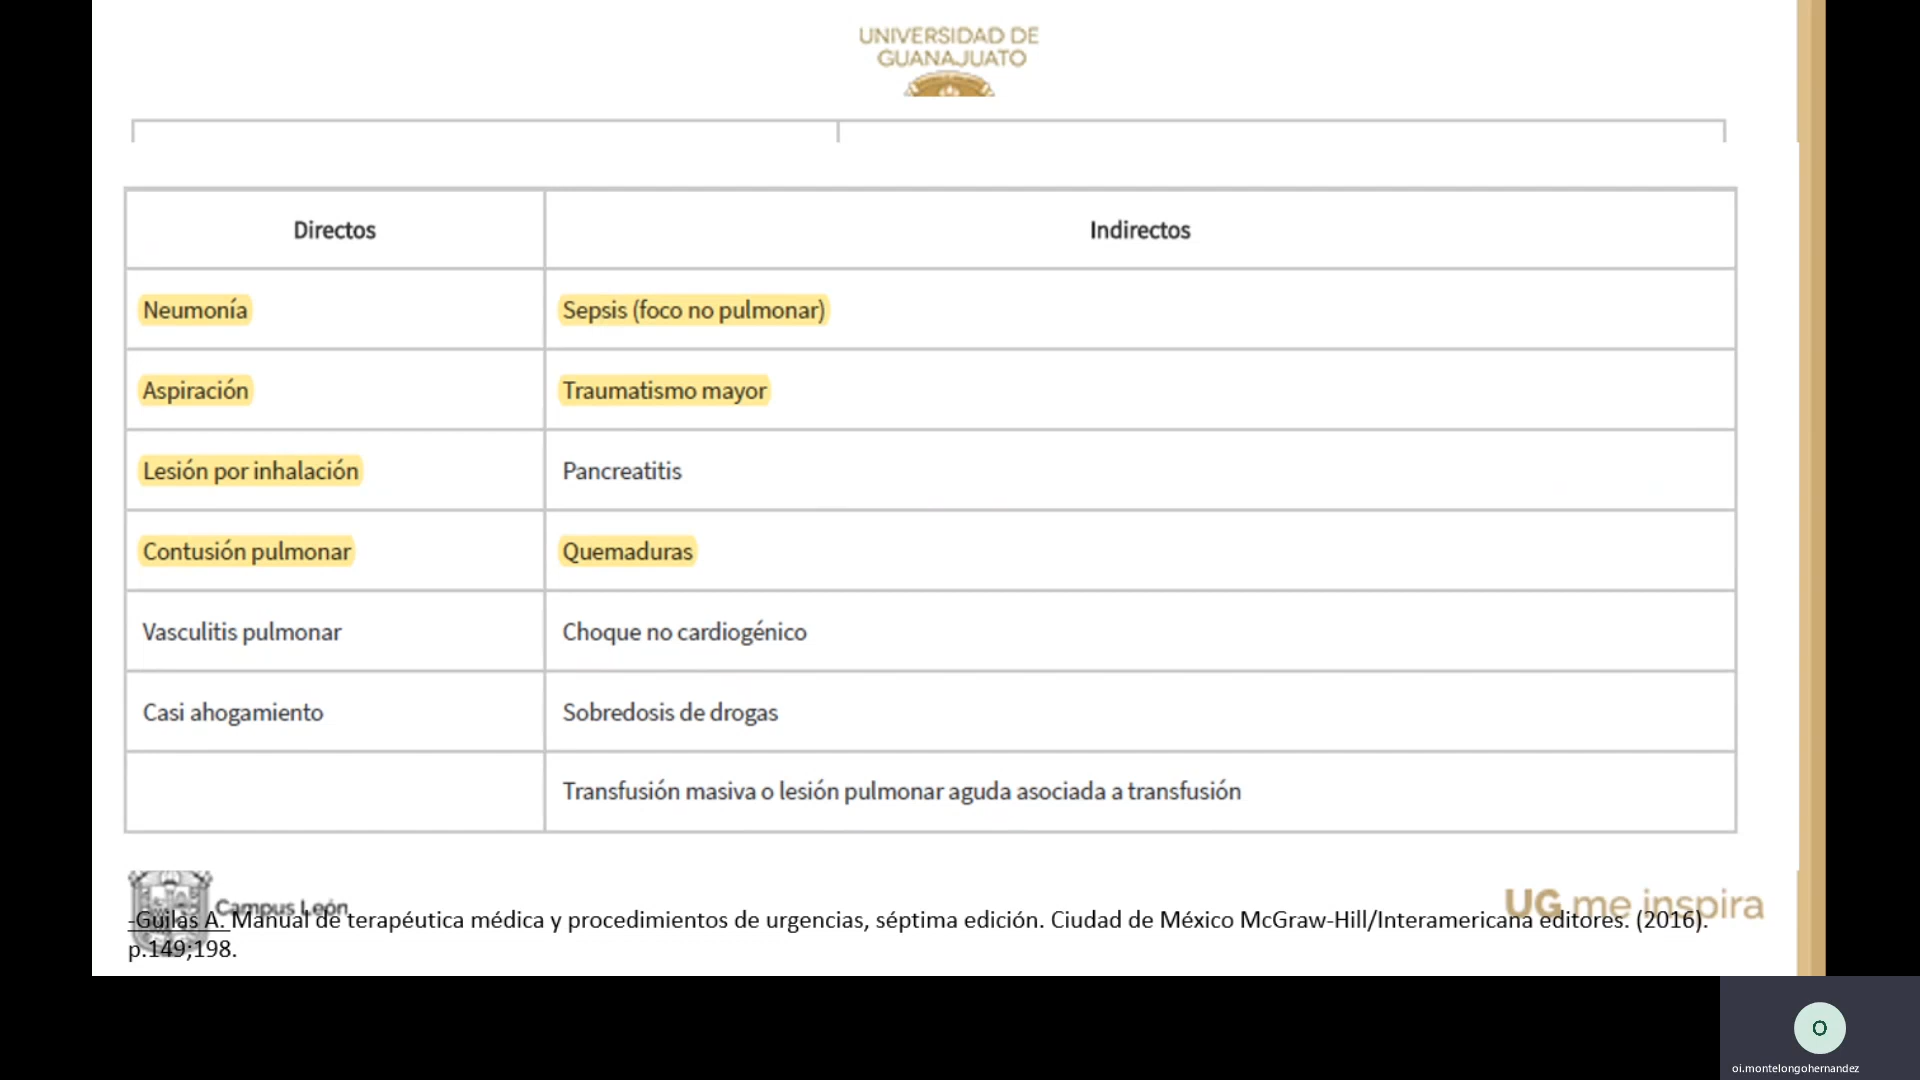 UNIVERSIDAD DE
GUANAJUATO
Directos
Indirectos
Neumonía
Sepsis (foco no pulmonar)
Aspiración
Traumatismo mayor
Lesión por inhalación
Pancreatitis
Contusión pulmonar
Quemaduras
Vasculitis pulmonar
Choque no cardiogénico
Casi ahogamiento
Sobredosis de drogas
Transfusión masiva o lesión pulmonar aguda asociada a transfusión
Campus León
UG me inspira
-Guilas A. Manual de terapéutica médica y procedimientos de urgencias, séptima edición. Ciudad de México McGraw-Hill/Interamericana editores. (2016).
p.149;198.
O
oi.montelongohernandez